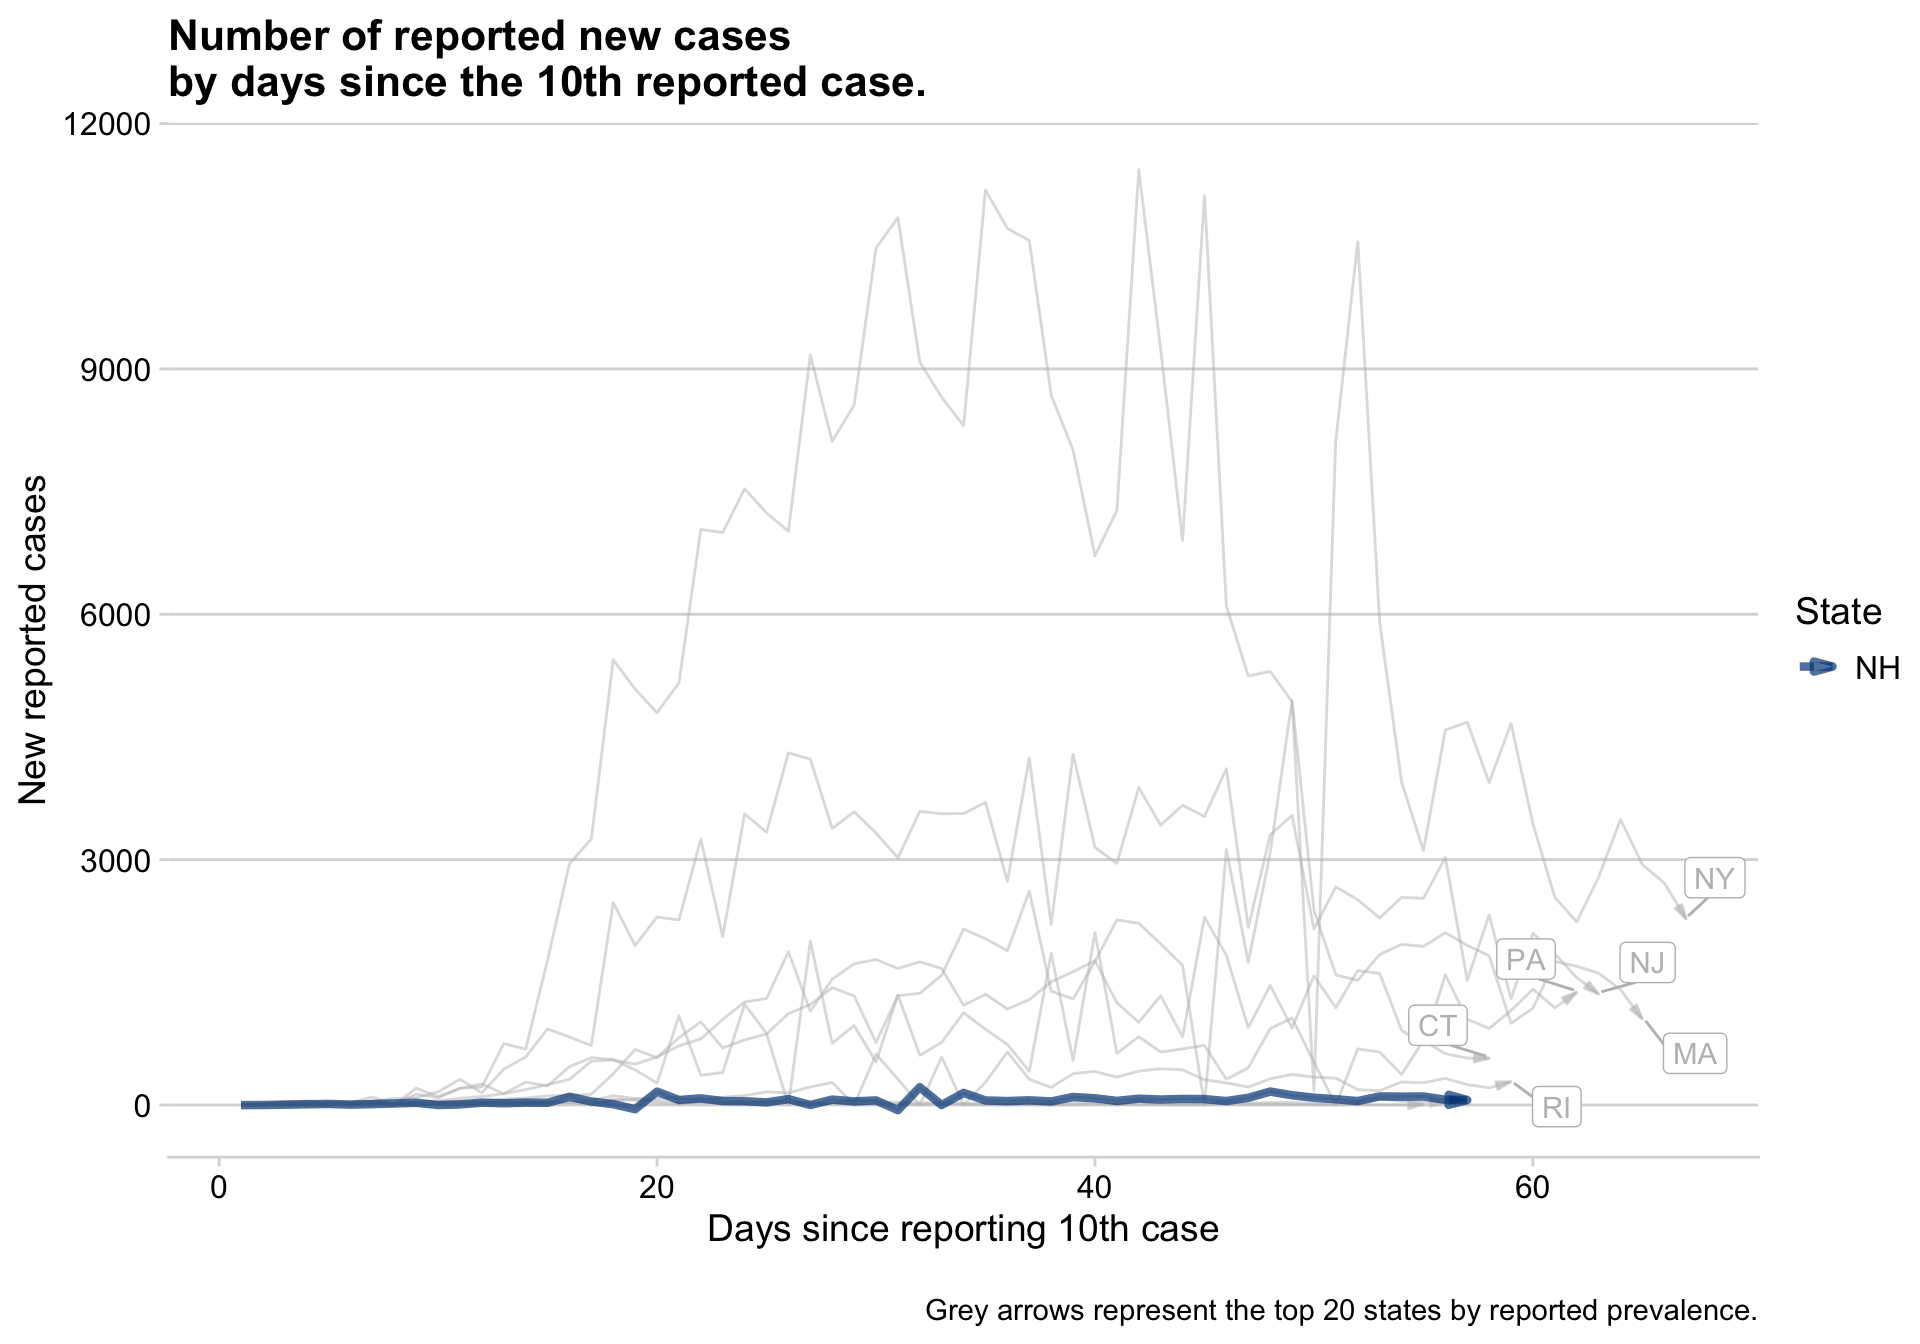 Number of reported new cases
by days since the 10th reported case.
12000
9000
6000
3000
0
New reported cases
NY
PA
NJ
CT
MA
RI
State
NH
0
20
40
60
Days since reporting 10th case
Grey arrows represent the top 20 states by reported prevalence.